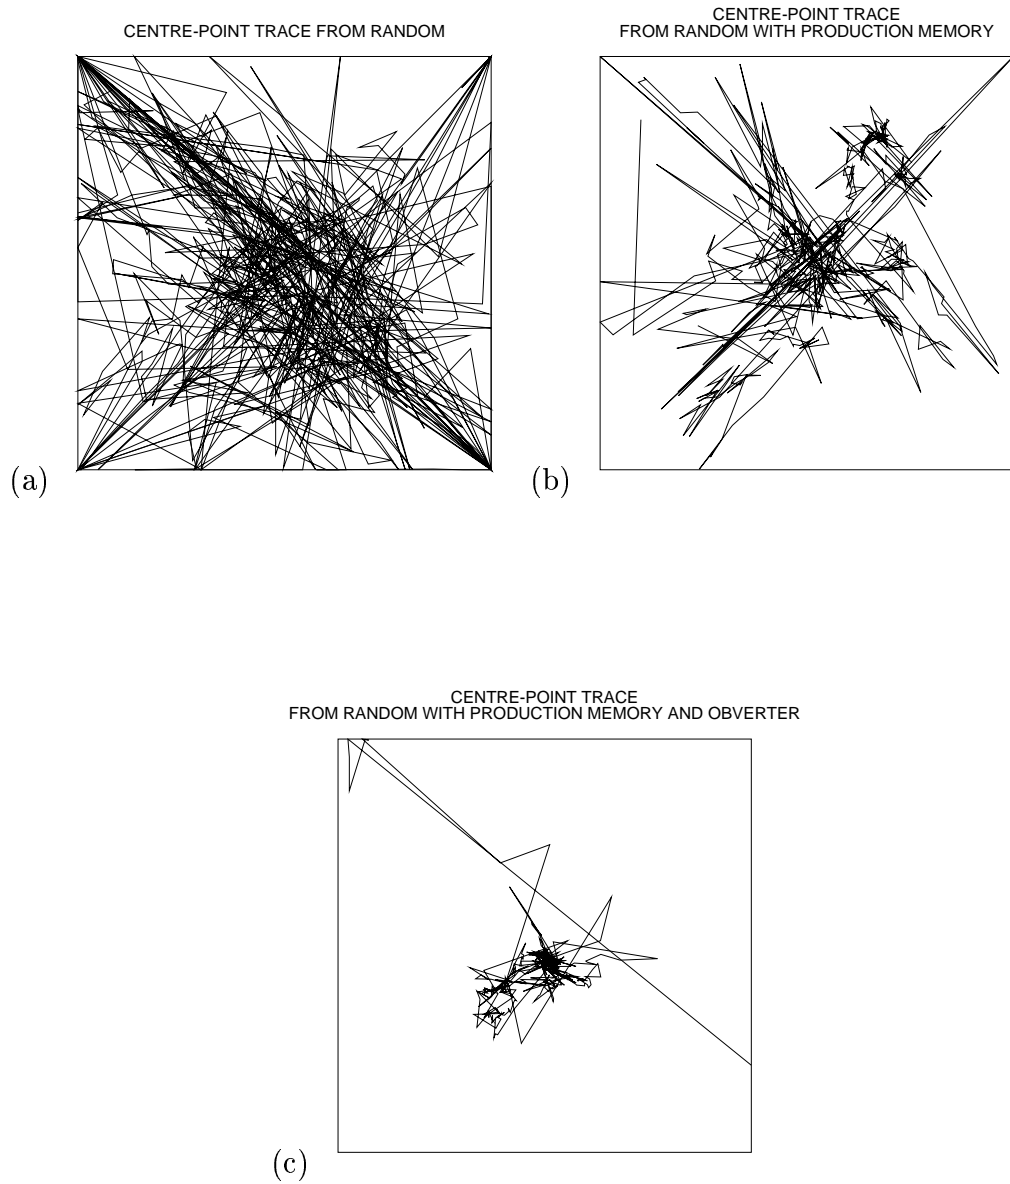 CENTRE-POINT TRACE FROM RANDOM
(a)
CENTRE-POINT TRACE
FROM RANDOM WITH PRODUCTION MEMORY
(b)
CENTRE-POINT TRACE
FROM RANDOM WITH PRODUCTION MEMORY AND OBVERTER
(c)